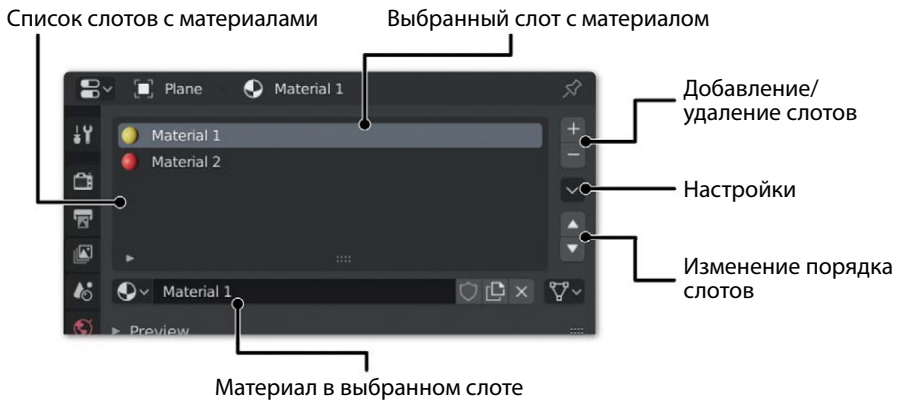 Список слотов с материалами
Выбранный слот с материалом
Plane
Material 1
Material 1
Material 2
Добавление/
удаление слотов
Настройки
Изменение порядка
слотов
Material 1
Preview
Материал в выбранном слоте